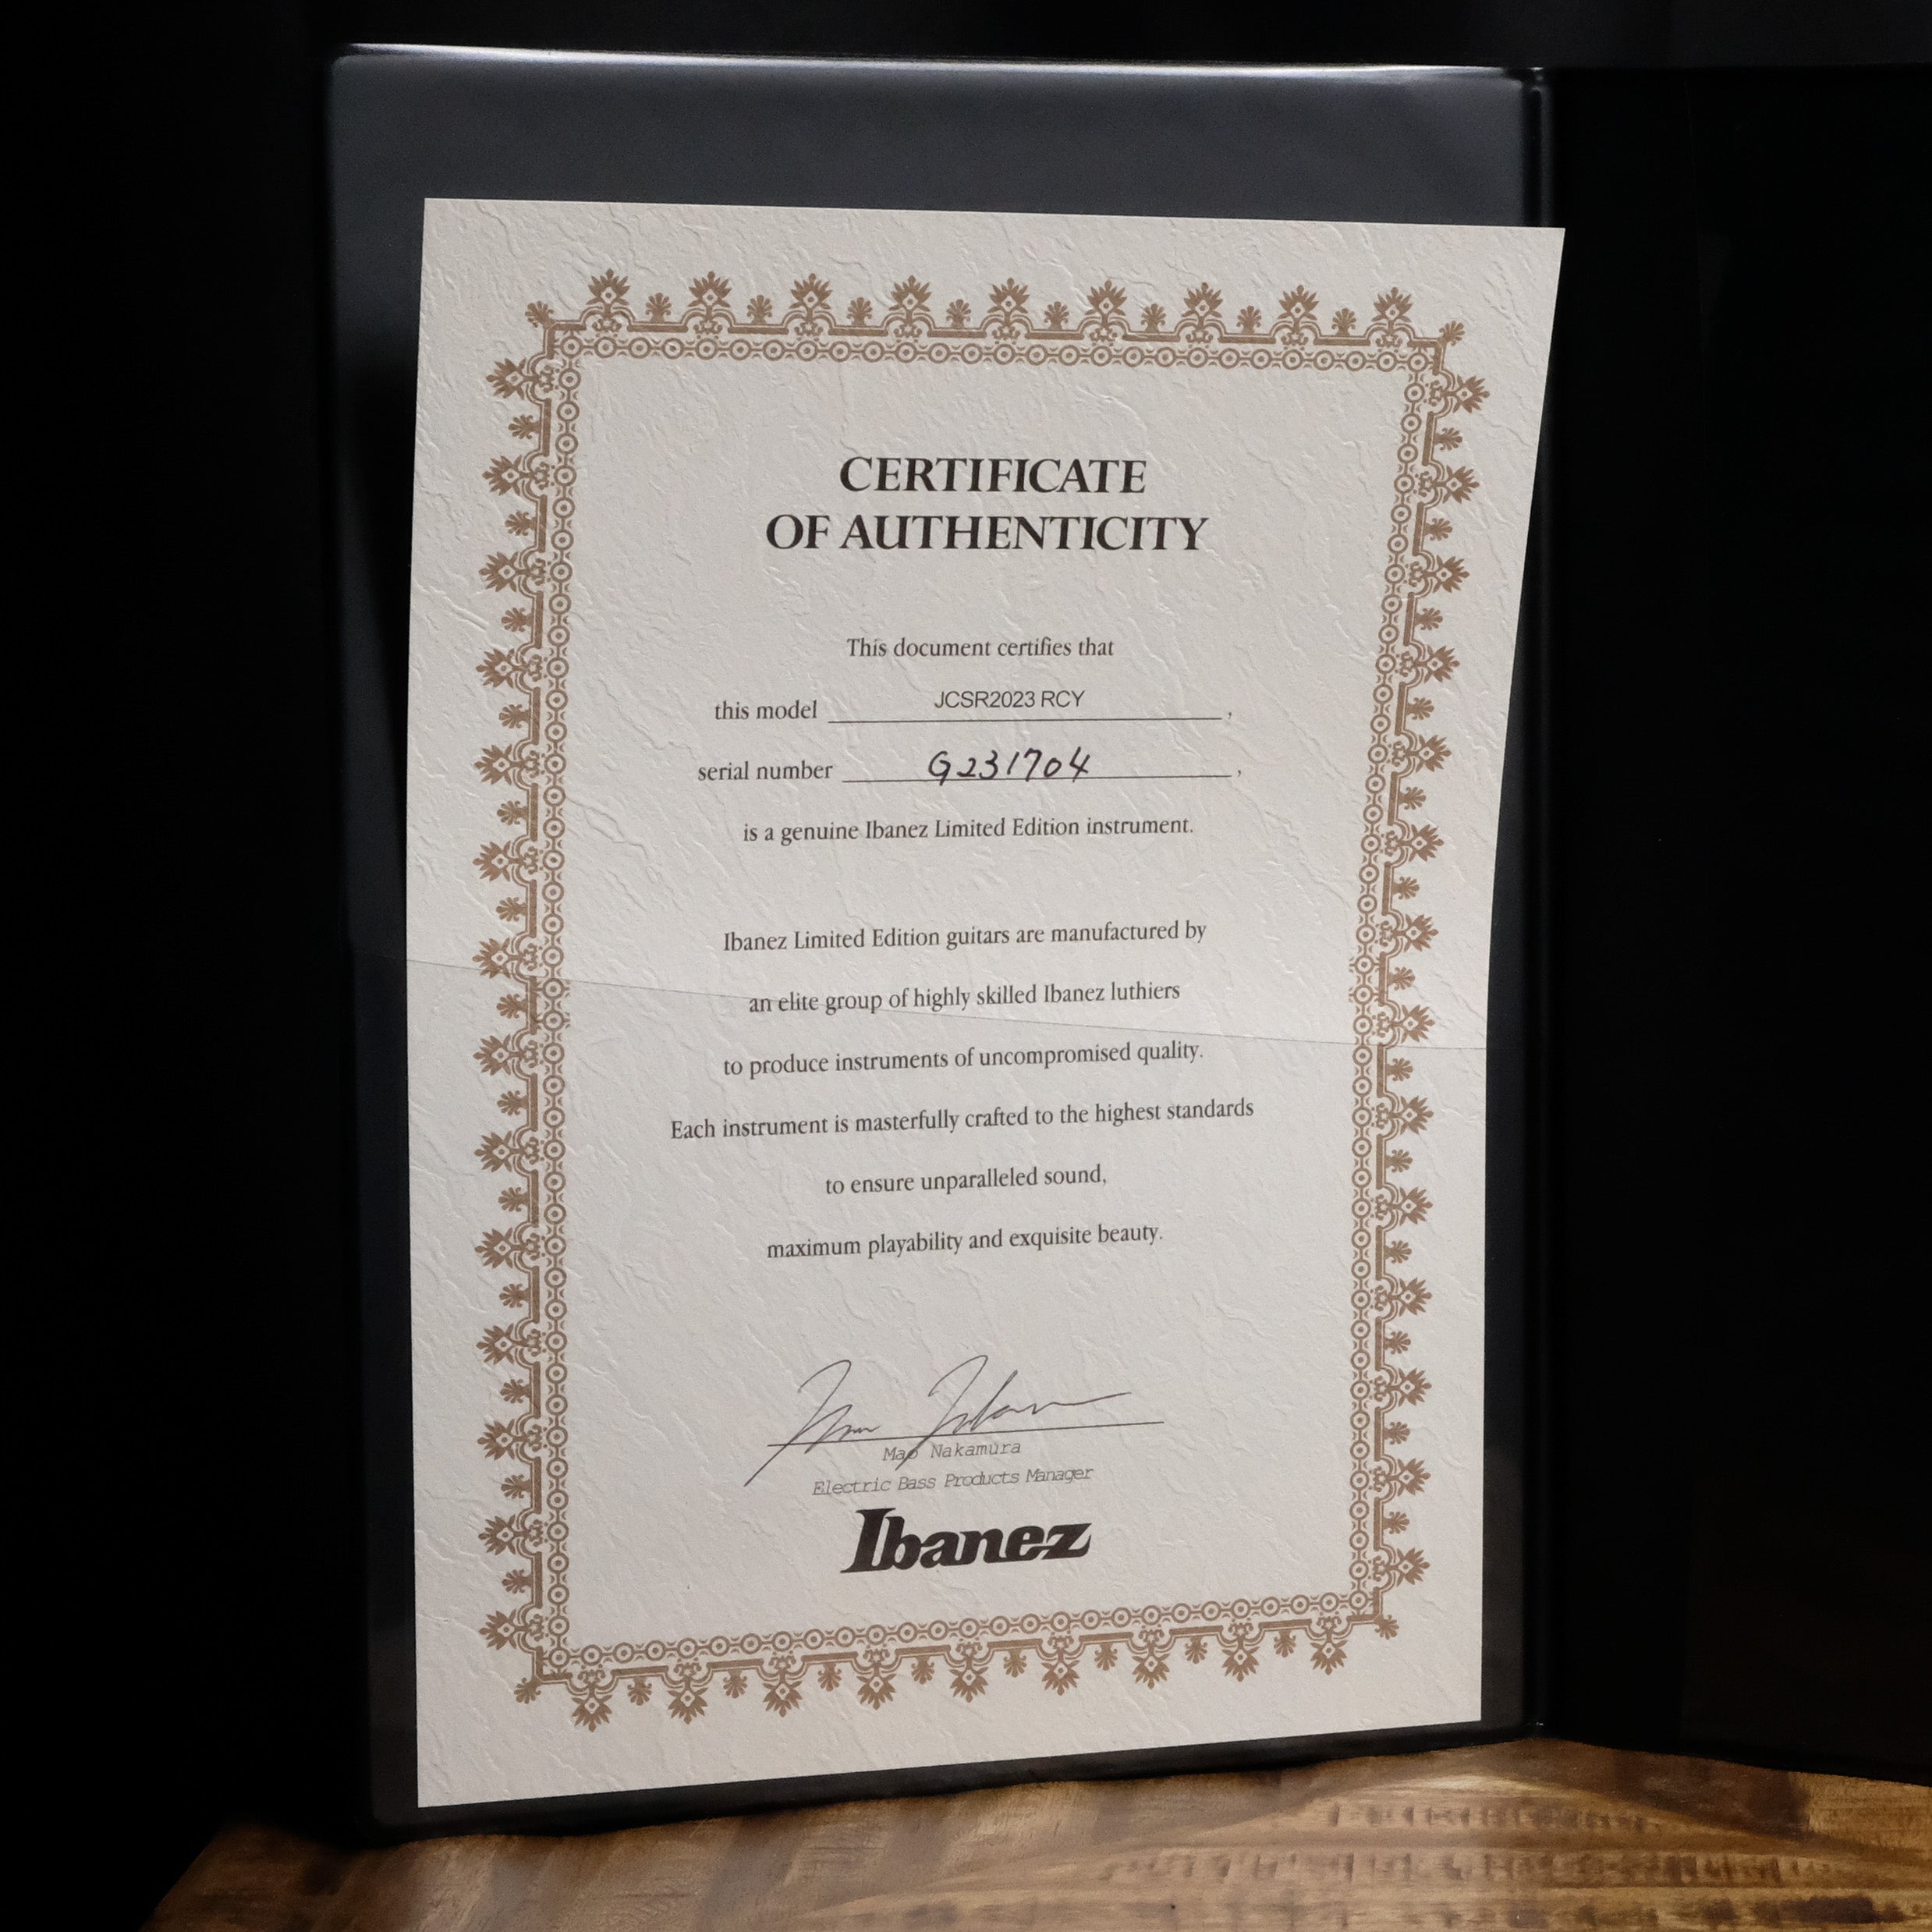 CERTIFICATE
OF AUTHENTICITY
This document certifies that
this model JCSR2023 RCY ,
serial number G231704 ,
is a genuine Ibanez Limited Edition instrument.
Ibanez Limited Edition guitars are manufactured by
an elite group of highly skilled Ibanez luthiers
to produce instruments of uncompromised quality.
Each instrument is masterfully crafted to the highest standards
to ensure unparalleled sound,
maximum playability and exquisite beauty.
Mao Nakamura
Electric Bass Products Manager
Ibanez